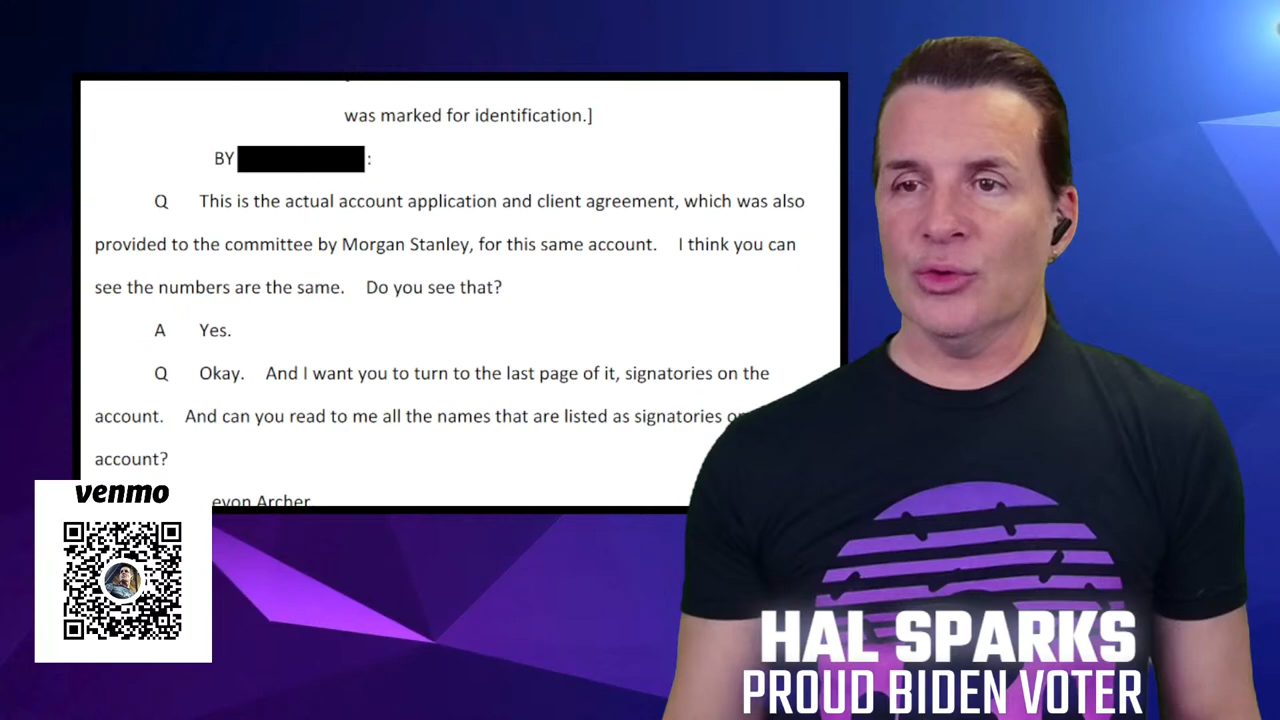 was marked for identification.]
BY :
Q This is the actual account application and client agreement, which was also
provided to the committee by Morgan Stanley, for this same account. I think you can
see the numbers are the same. Do you see that?
A Yes.
Q Okay. And I want you to turn to the last page of it, signatories on the
account. And can you read to me all the names that are listed as signatories
account?
evon Archer.
venmo
HAL SPARKS
PROUD BIDEN VOTER